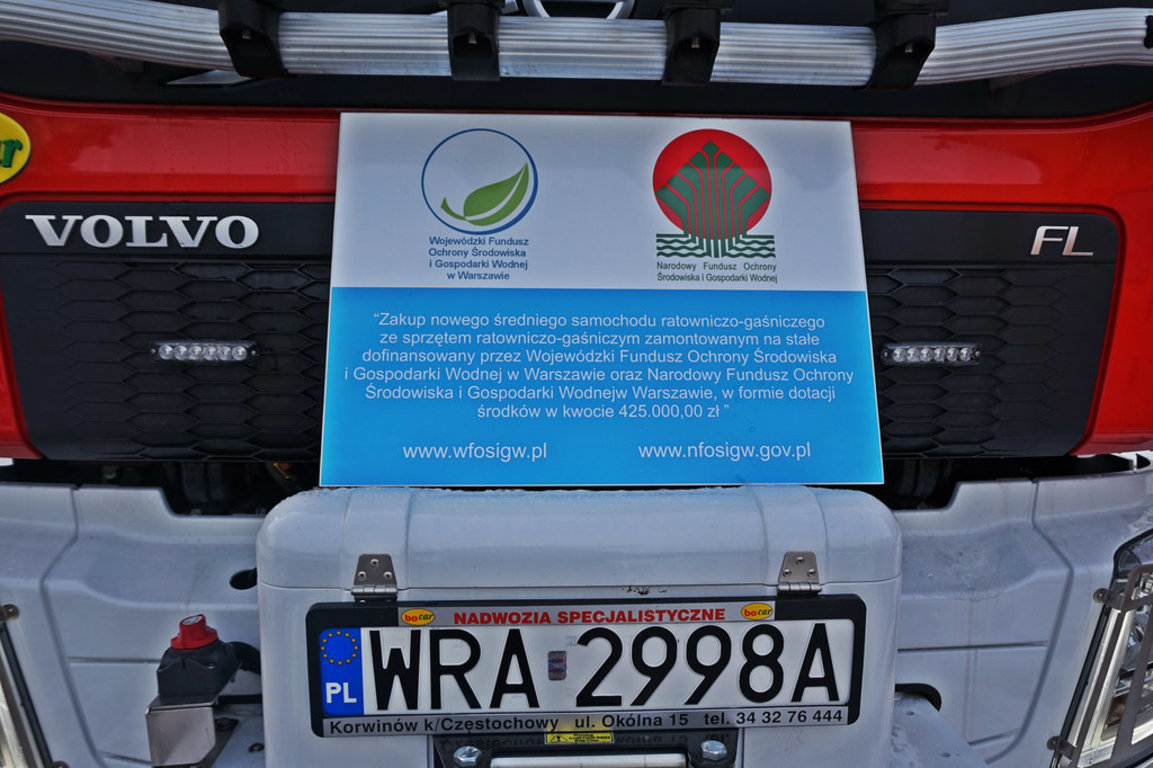 VOLVO
FL
Wojewódzki Fundusz
Ochrony Środowiska
i Gospodarki Wodnej
w Warszawie
Narodowy Fundusz Ochrony
Środowiska i Gospodarki Wodnej
“Zakup nowego średniego samochodu ratowniczo-gaśniczego
ze sprzętem ratowniczo-gaśniczym zamontowanym na stałe
dofinansowany przez Wojewódzki Fundusz Ochrony Środowiska
i Gospodarki Wodnej w Warszawie oraz Narodowy Fundusz Ochrony
Środowiska i Gospodarki Wodnejw Warszawie, w formie dotacji
środków w kwocie 425.000,00 zł ”
www.wfosigw.pl www.nfosigw.gov.pl
bocar NADWOZIA SPECJALISTYCZNE bocar
PL WRA 2998A
Korwinów k/Częstochowy ul. Okólna 15 tel. 34 32 76 444